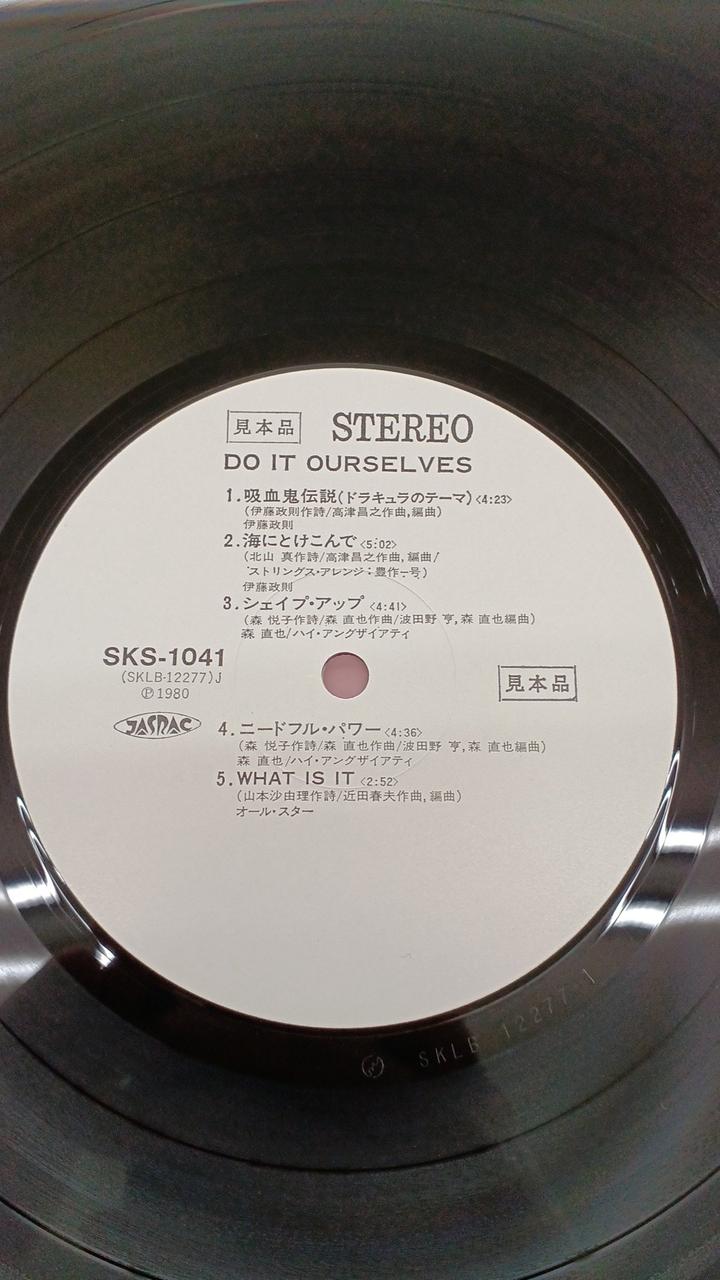 見本品 STEREO
DO IT OURSELVES
1.吸血鬼伝説(ドラキュラのテーマ)<4:23>
(伊藤政則作詩/高津昌之作曲,編曲)
伊藤政則
2.海にとけこんで<5:02>
(北山 真作詩/高津昌之作曲,編曲/
ストリングス・アレンジ:豊作一号)
伊藤政則
3.シェイプ・アップ<4:41>
(森 悦子作詩/森 直也作曲/波田野 亨,森 直也編曲)
森 直也/ハイ・アングザイアティ
SKS-1041
(SKLB-12277)J
Ⓟ1980
見本品
JASRAC
4.ニードフル・パワー<4:36>
(森 悦子作詩/森 直也作曲/波田野 亨,森 直也編曲)
森 直也/ハイ・アングザイアティ
5.WHAT IS IT<2:52>
(山本沙由理作詩/近田春夫作曲,編曲)
オール・スター
SKLB 12277 1